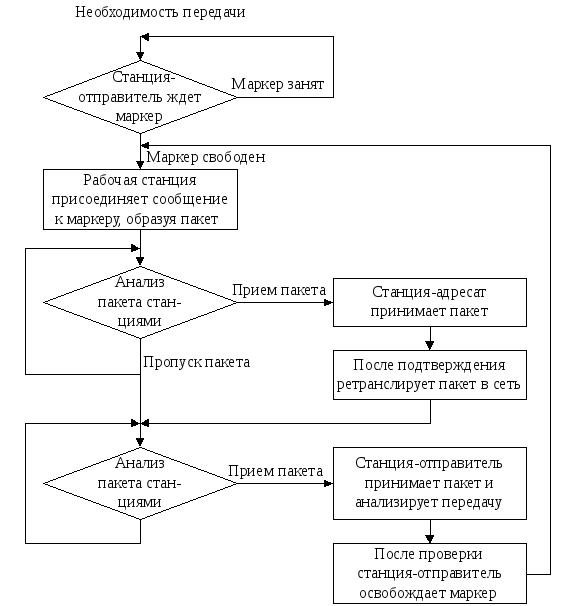 Необходимость передачи
Станция-
отправитель ждет
маркер
Маркер занят
Маркер свободен
Рабочая станция
присоединяет сообщение
к маркеру, образуя пакет
Анализ
пакета стан-
циями
Прием пакета
Станция-адресат
принимает пакет
Пропуск пакета
После подтверждения
ретранслирует пакет в сеть
Анализ
пакета стан-
циями
Прием пакета
Станция-отправитель
принимает пакет и
анализирует передачу
После проверки
станция-отправитель
освобождает маркер